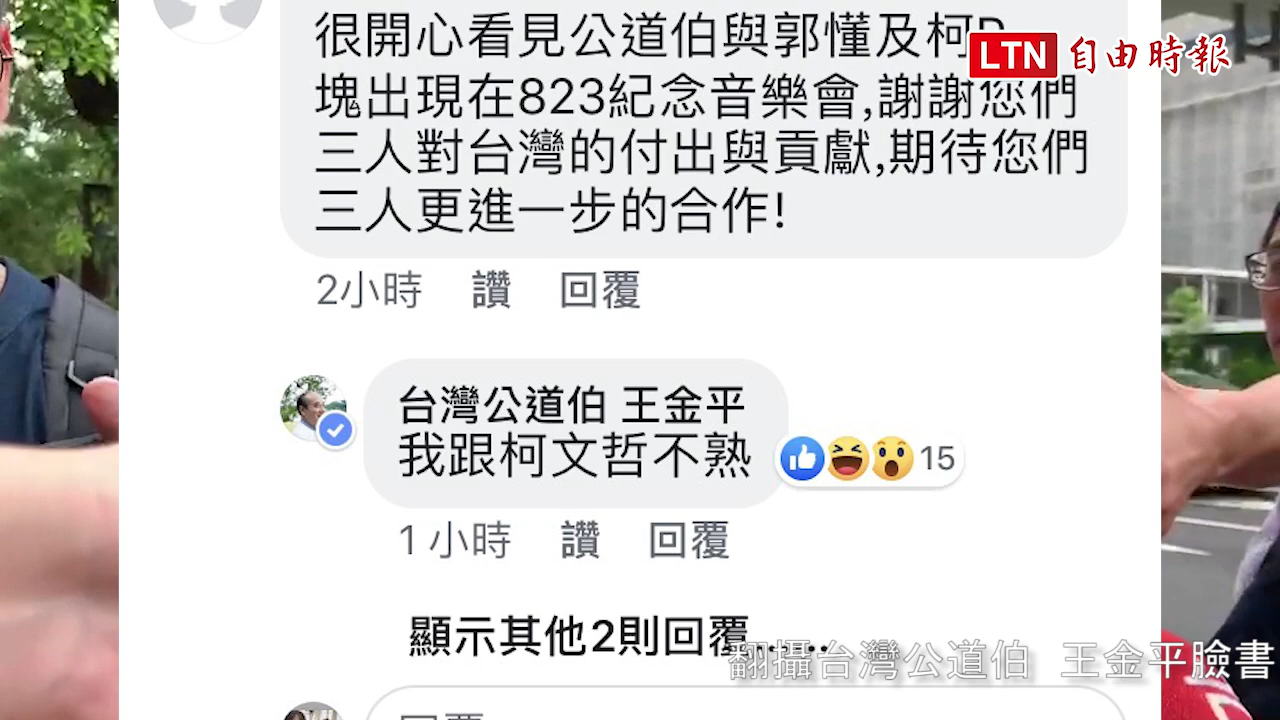 很開心看見公道伯與郭懂及柯P
LTN 自由時報
塊出現在823紀念音樂會,謝謝您們
三人對台灣的付出與貢獻,期待您們
三人更進一步的合作!
2小時 讚 回覆
台灣公道伯 王金平
我跟柯文哲不熟
15
1小時 讚 回覆
顯示其他2則回覆……
翻攝台灣公道伯 王金平臉書
回覆